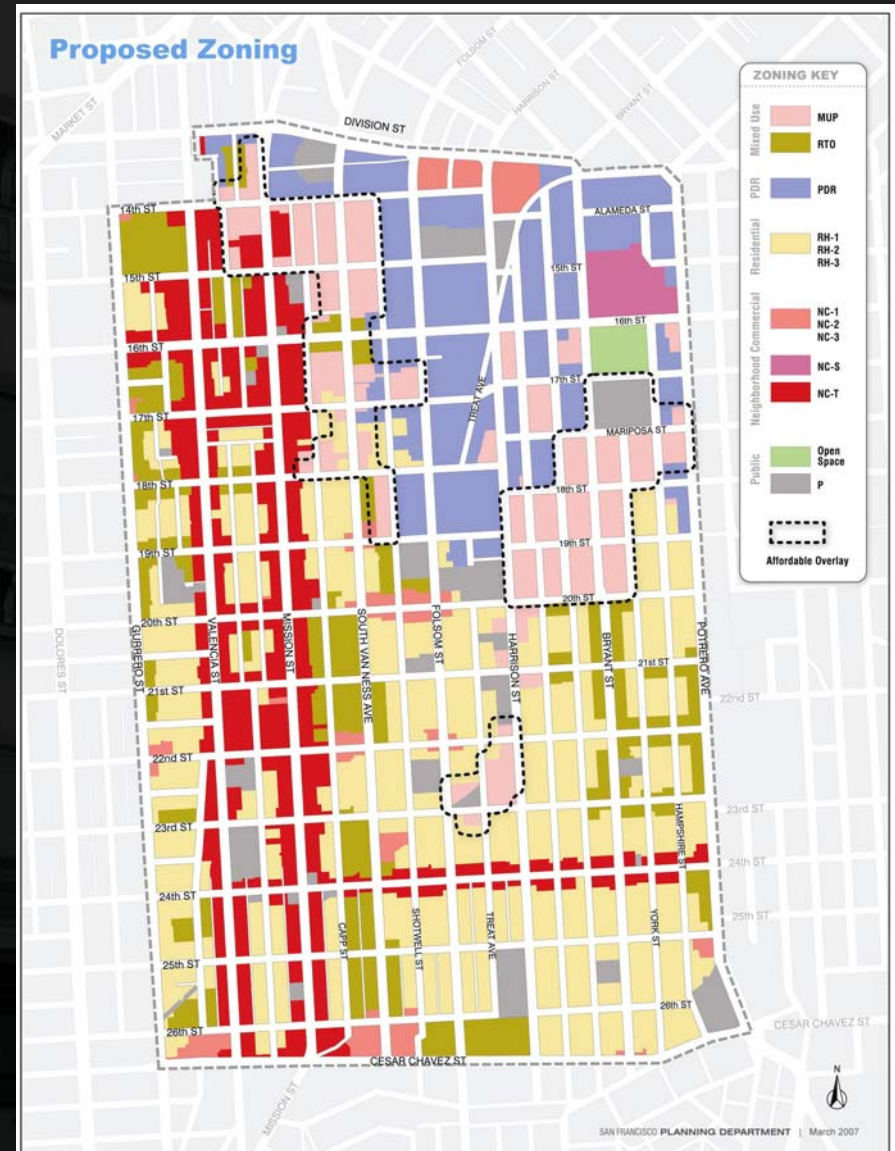 Proposed Zoning
FOLSOM ST
HARRISON ST
BRYANT ST
MARKET ST
DIVISION ST
ZONING KEY
Mixed Use
MUP
RTO
PDR
PDR
Residential
RH-1
RH-2
RH-3
Neighborhood Commercial
NC-1
NC-2
NC-3
NC-S
NC-T
Public
Open
Space
P
Affordable Overlay
14th ST
ALAMEDA ST
15th ST
15th ST
16th ST
16th ST
17th ST
17th ST
TREAT AVE
MARIPOSA ST
18th ST
18th ST
19th ST
19th ST
20th ST
20th ST
DOLORES ST
GURRERO ST
VALENCIA ST
MISSION ST
SOUTH VAN NESS AVE
FOLSOM ST
HARRISON ST
BRYANT ST
POTRERO AVE
21st ST
21st ST
22nd ST
22nd ST
23rd ST
23rd ST
HAMPSHIRE ST
24th ST
24th ST
CAPP ST
SHOTWELL ST
TREAT AVE
YORK ST
25th ST
25th ST
26th ST
26th ST
CESAR CHAVEZ ST
CESAR CHAVEZ ST
MISSION ST
N
SAN FRANCISCO PLANNING DEPARTMENT | March 2007